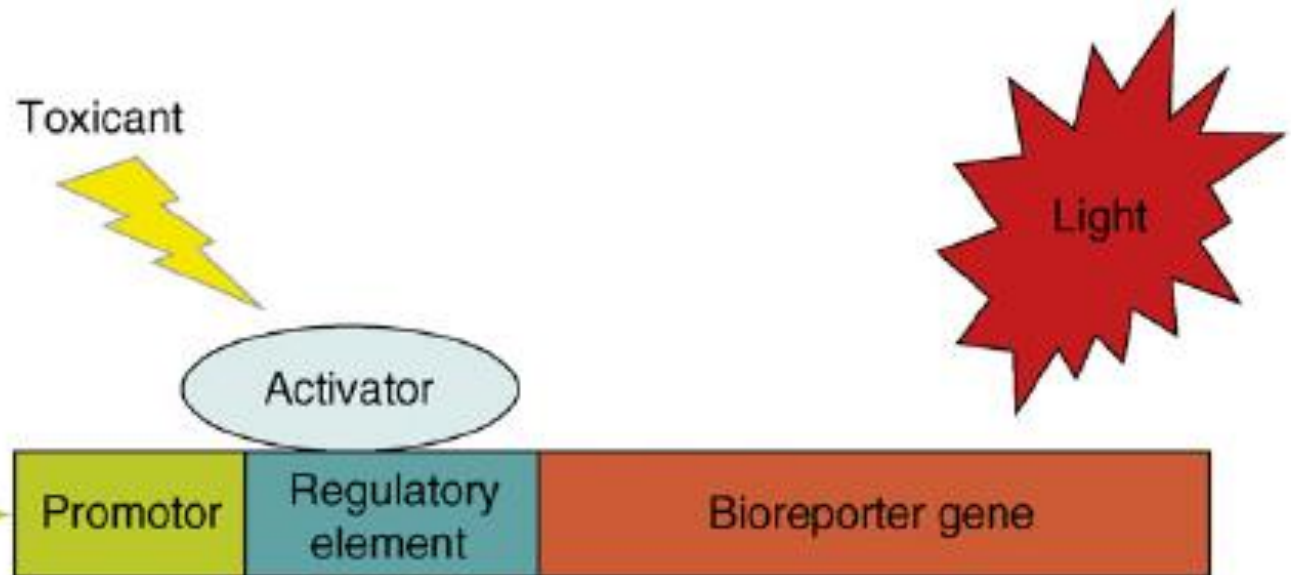 Toxicant
Light
Activator
Promotor
Regulatory
element
Bioreporter gene